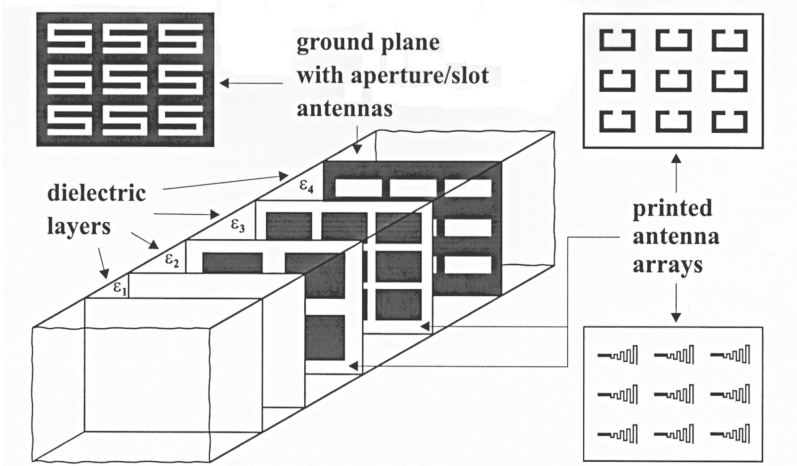 ground plane
with aperture/slot
antennas
dielectric
layers
ε₄
ε₃
ε₂
ε₁
printed
antenna
arrays